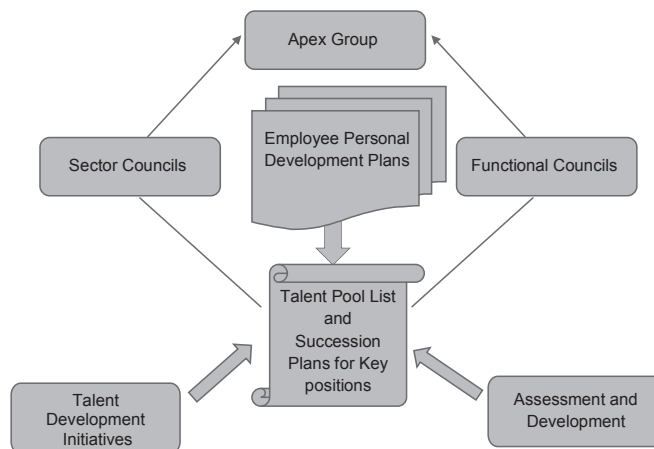 Apex Group
Employee Personal
Development Plans
Sector Councils
Functional Councils
Talent Pool List
and
Succession
Plans for Key
positions
Talent
Development
Initiatives
Assessment and
Development